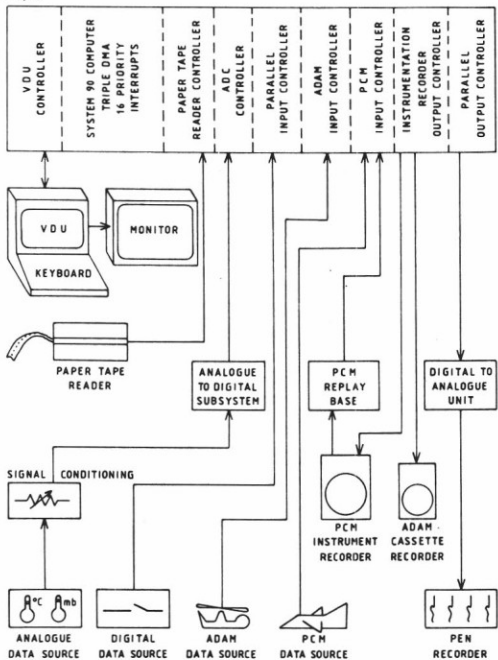 VDU
CONTROLLER
SYSTEM 90 COMPUTER
TRIPLE DMA
16 PRIORITY
INTERRUPTS
PAPER TAPE
READER CONTROLLER
ADC
CONTROLLER
PARALLEL
INPUT CONTROLLER
ADAM
INPUT CONTROLLER
PCM
INPUT CONTROLLER
INSTRUMENTATION
RECORDER
OUTPUT CONTROLLER
PARALLEL
OUTPUT CONTROLLER
VDU
MONITOR
KEYBOARD
PAPER TAPE
READER
ANALOGUE
TO DIGITAL
SUBSYSTEM
PCM
REPLAY
BASE
DIGITAL TO
ANALOGUE
UNIT
SIGNAL CONDITIONING
PCM
INSTRUMENT
RECORDER
ADAM
CASSETTE
RECORDER
°C mb
ANALOGUE
DATA SOURCE
DIGITAL
DATA SOURCE
ADAM
DATA SOURCE
PCM
DATA SOURCE
PEN
RECORDER